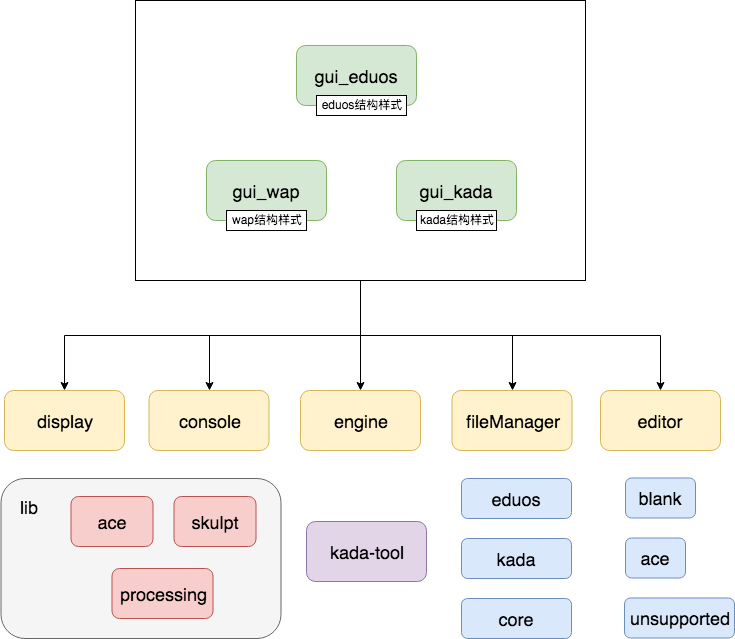 gui_eduos
eduos结构样式
gui_wap
wap结构样式
gui_kada
kada结构样式
display
console
engine
fileManager
editor
lib
ace
skulpt
processing
kada-tool
eduos
kada
core
blank
ace
unsupported